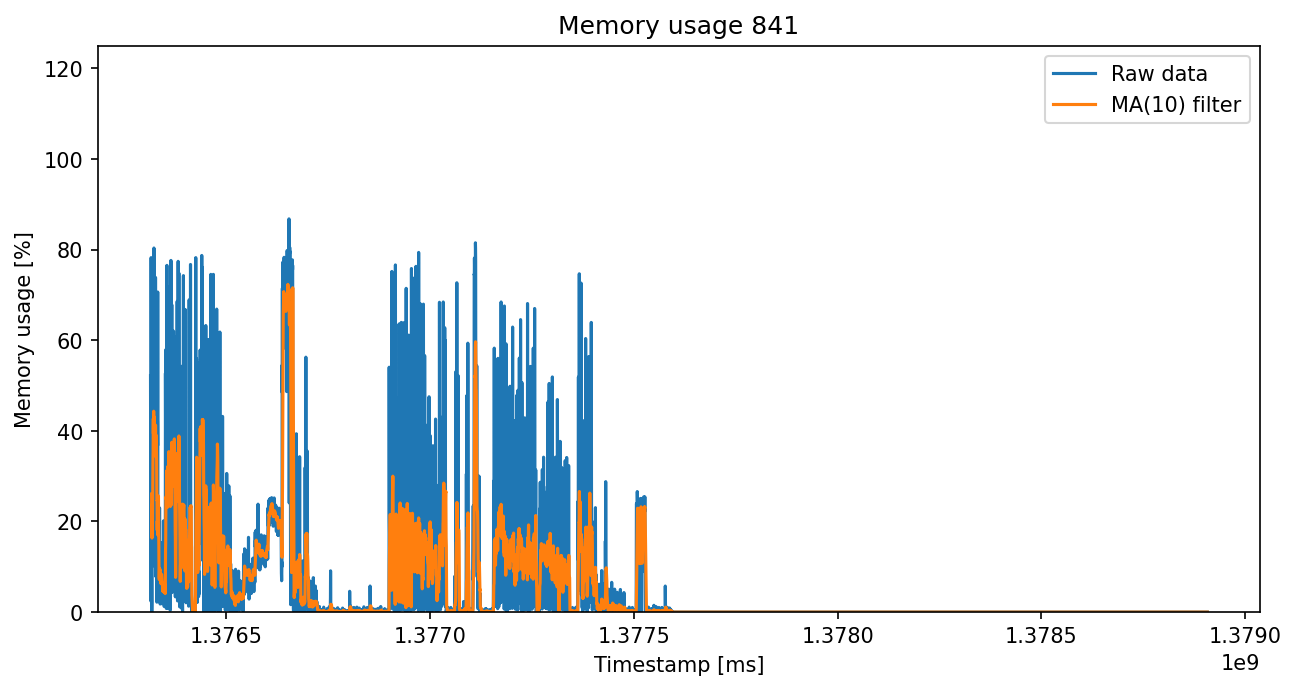 Memory usage 841
Raw data
MA(10) filter
Memory usage [%]
120
100
80
60
40
20
0
1.3765 1.3770 1.3775 1.3780 1.3785 1.3790
1e9
Timestamp [ms]